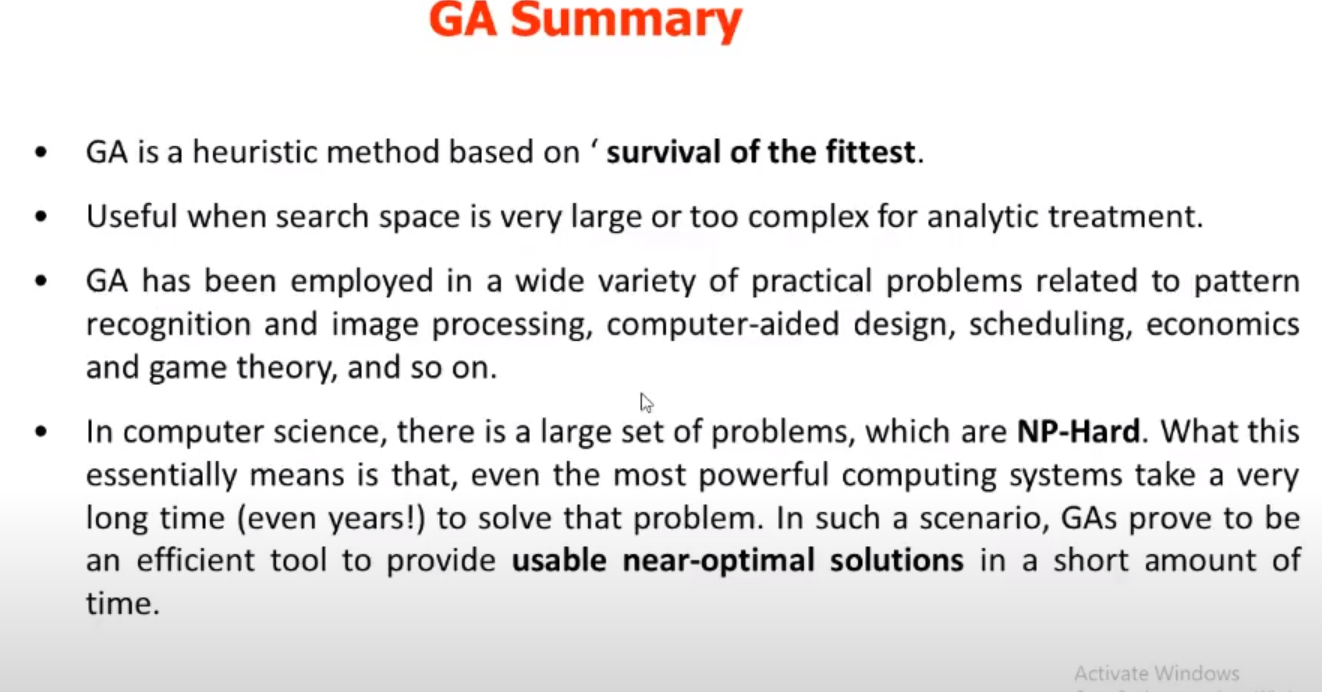 GA Summary
• GA is a heuristic method based on ‘ survival of the fittest.
• Useful when search space is very large or too complex for analytic treatment.
• GA has been employed in a wide variety of practical problems related to pattern
recognition and image processing, computer-aided design, scheduling, economics
and game theory, and so on.
• In computer science, there is a large set of problems, which are NP-Hard. What this
essentially means is that, even the most powerful computing systems take a very
long time (even years!) to solve that problem. In such a scenario, GAs prove to be
an efficient tool to provide usable near-optimal solutions in a short amount of
time.
Activate Windows